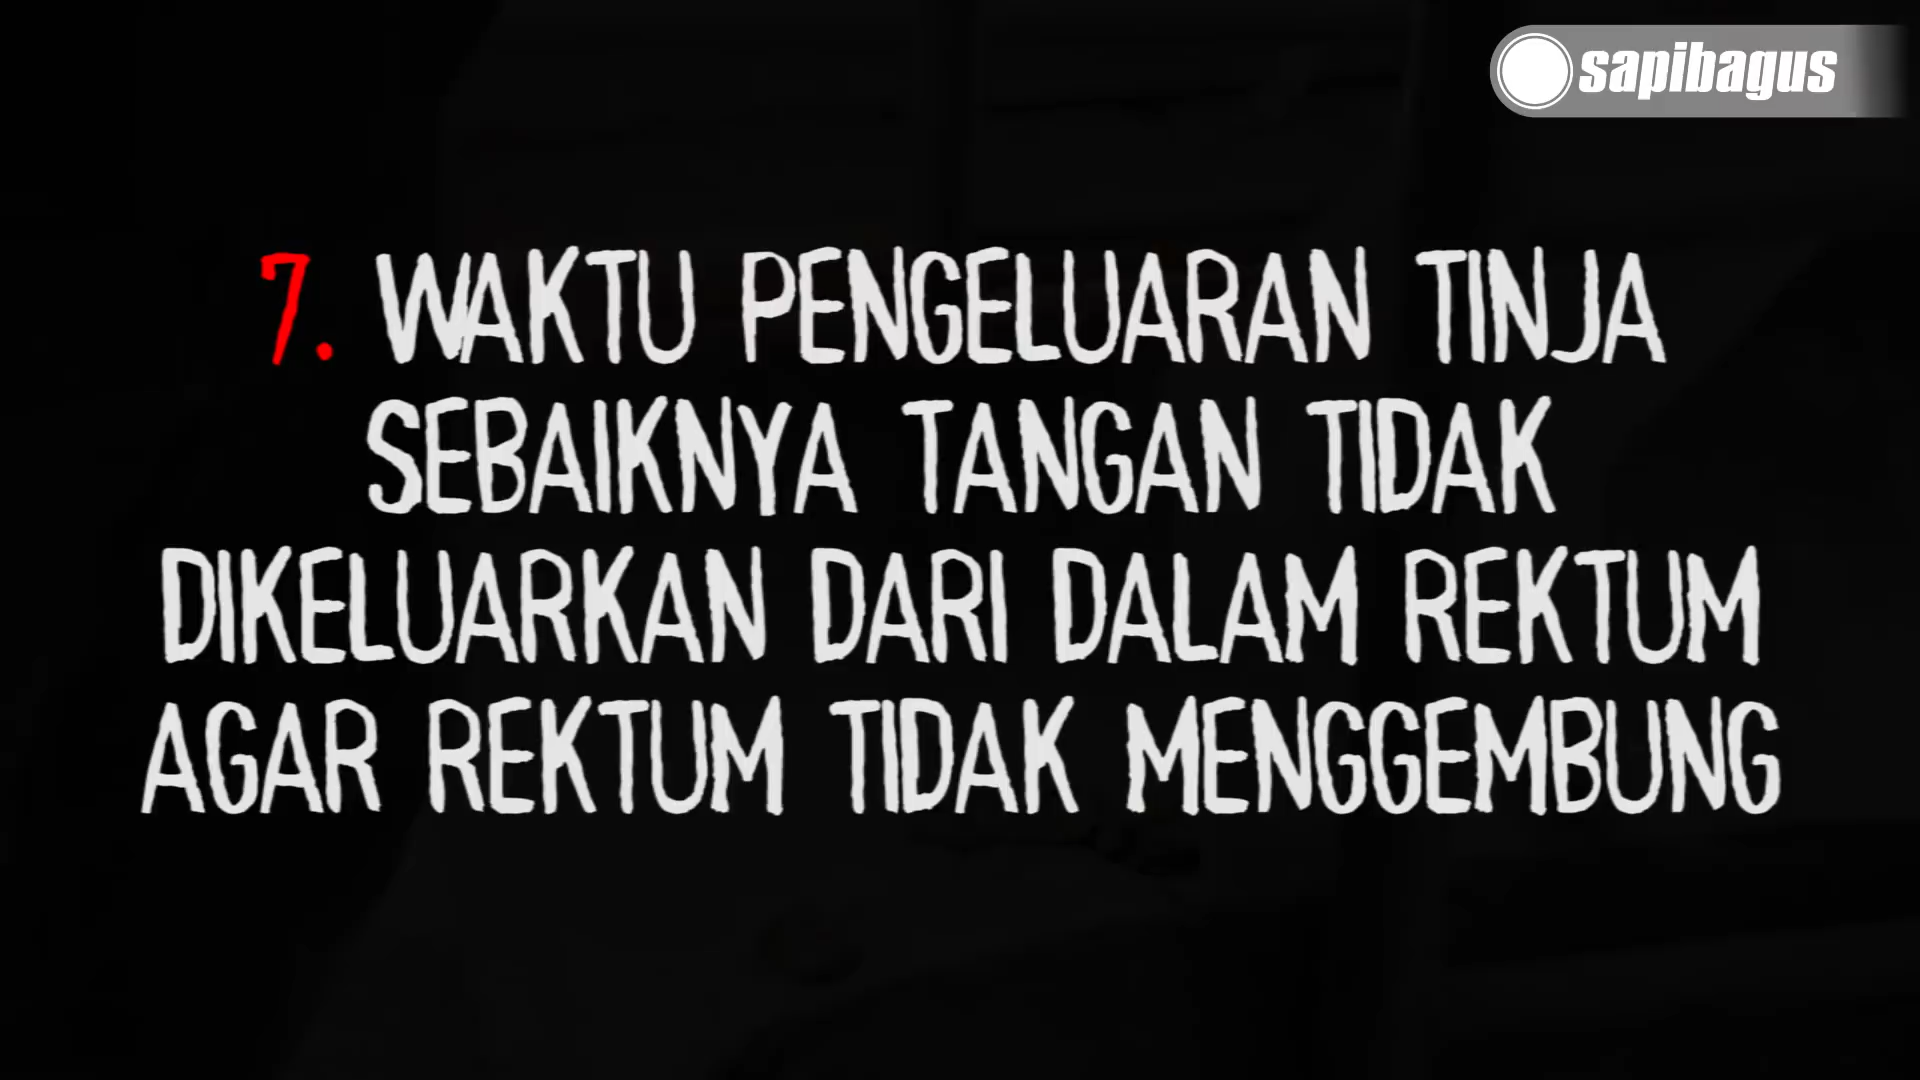 sapibagus
7. WAKTU PENGELUARAN TINJA
SEBAIKNYA TANGAN TIDAK
DIKELUARKAN DARI DALAM REKTUM
AGAR REKTUM TIDAK MENGGEMBUNG